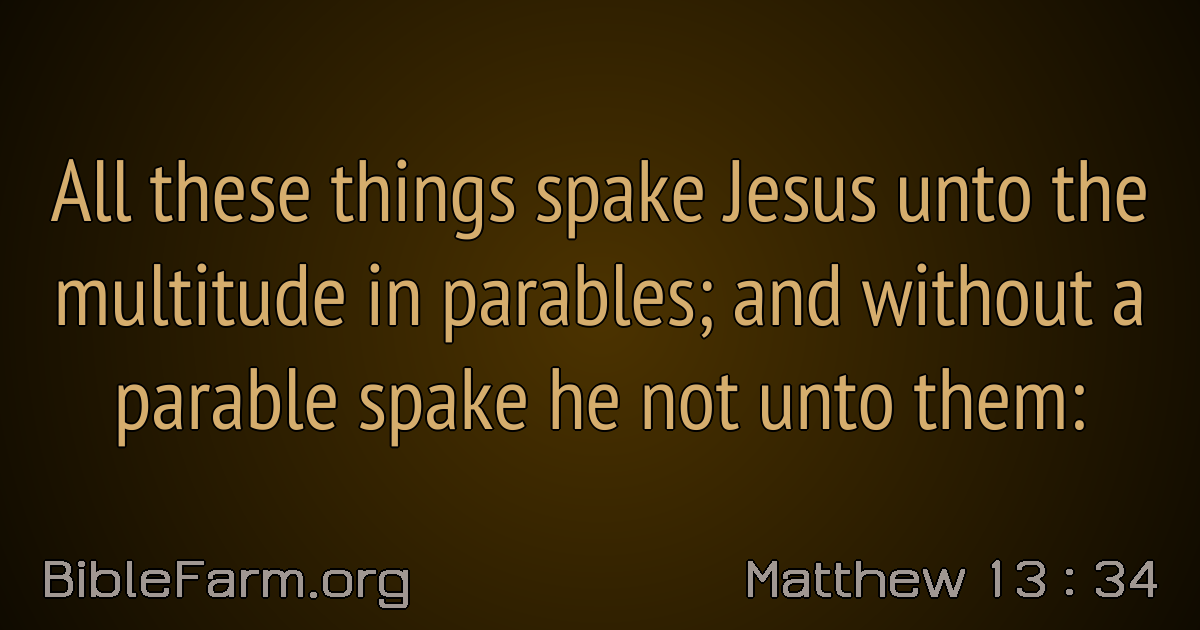 All these things spake Jesus unto the
multitude in parables; and without a
parable spake he not unto them:
BibleFarm.org
Matthew 13 : 34